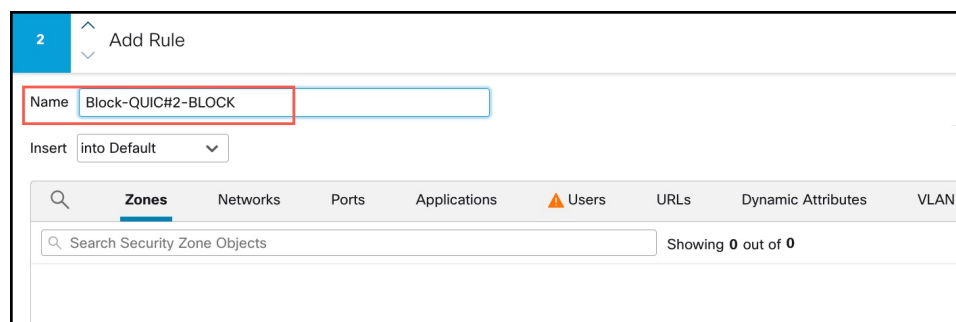 2 Add Rule
Name Block-QUIC#2-BLOCK
Insert into Default
Zones Networks Ports Applications Users URLs Dynamic Attributes VLAN
Search Security Zone Objects Showing 0 out of 0